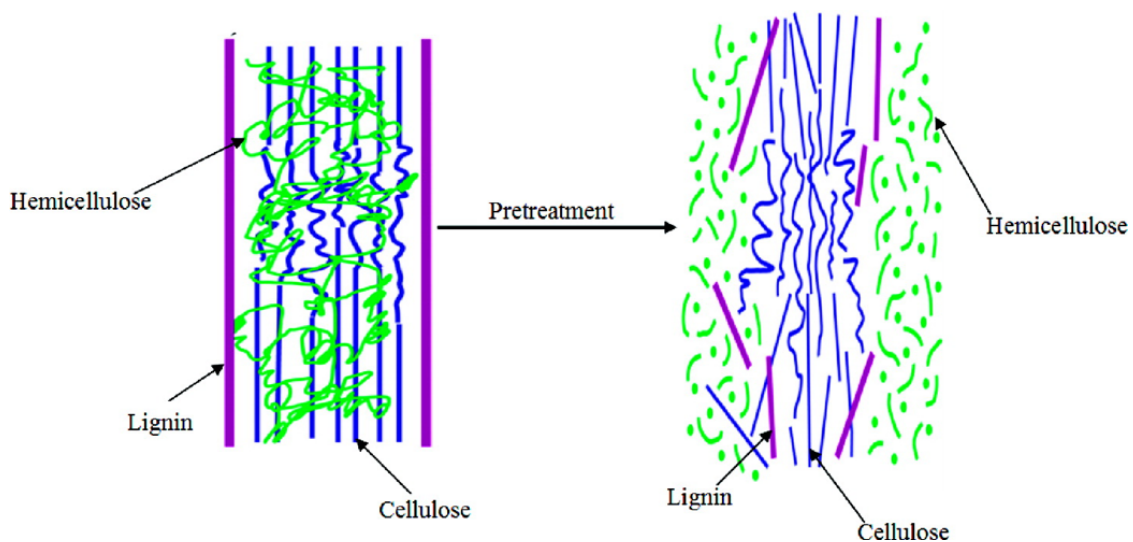 Hemicellulose
Lignin
Cellulose
Pretreatment
Hemicellulose
Lignin
Cellulose